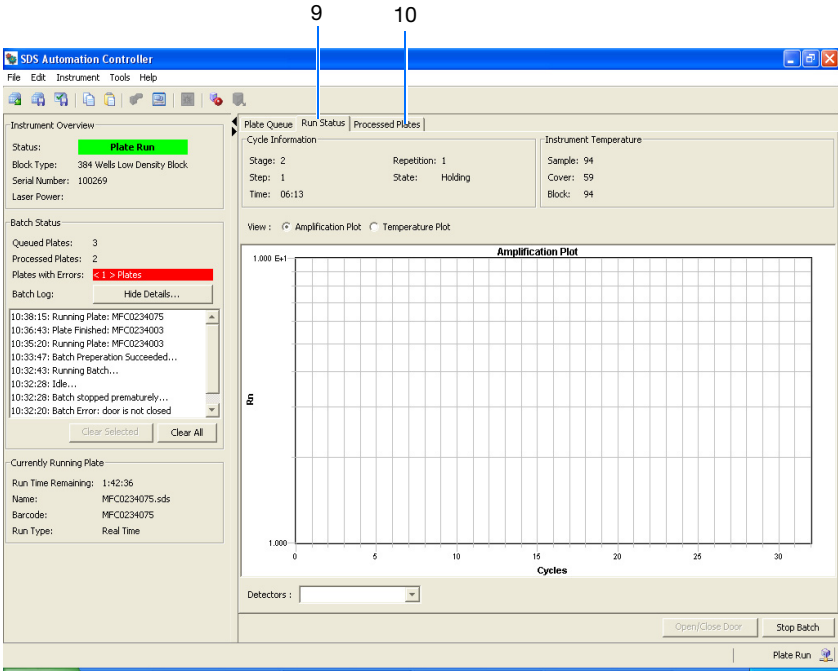 9 10
SDS Automation Controller
File Edit Instrument Tools Help
Instrument Overview
Status: Plate Run
Block Type: 384 Wells Low Density Block
Serial Number: 100269
Laser Power:
Batch Status
Queued Plates: 3
Processed Plates: 2
Plates with Errors: < 1 > Plates
Batch Log: Hide Details...
10:38:15: Running Plate: MFC0234075
10:36:43: Plate Finished: MFC0234003
10:35:20: Running Plate: MFC0234003
10:33:47: Batch Preperation Succeeded...
10:32:43: Running Batch...
10:32:28: Idle...
10:32:28: Batch stopped prematurely...
10:32:20: Batch Error: door is not closed
Clear Selected Clear All
Currently Running Plate
Run Time Remaining: 1:42:36
Name: MFC0234075.sds
Barcode: MFC0234075
Run Type: Real Time
Plate Queue Run Status Processed Plates
Cycle Information
Stage: 2 Repetition: 1
Step: 1 State: Holding
Time: 06:13
Instrument Temperature
Sample: 94
Cover: 59
Block: 94
View : Amplification Plot Temperature Plot
Amplification Plot
1.000 E+1
Rn
1.000
0 5 10 15 20 25 30
Cycles
Detectors :
Open/Close Door Stop Batch
Plate Run